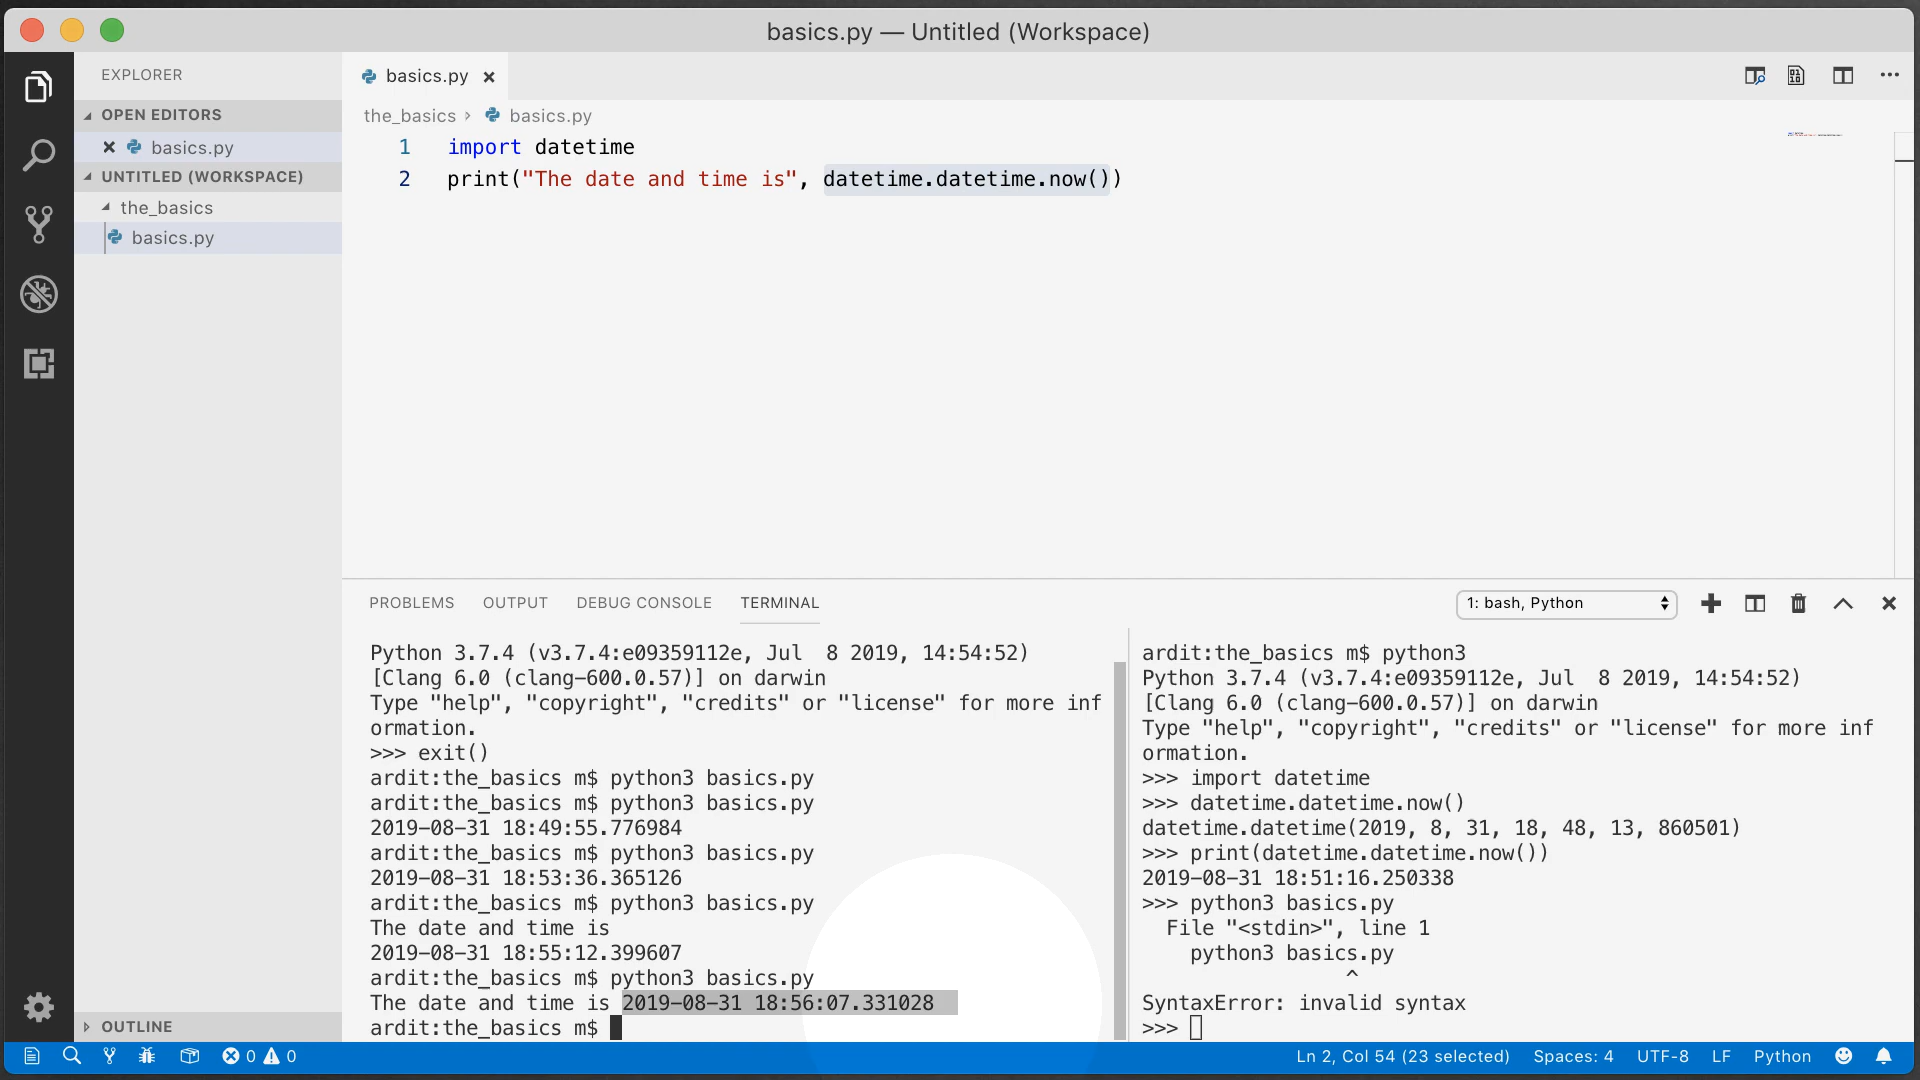 basics.py — Untitled (Workspace)
EXPLORER
OPEN EDITORS
basics.py
UNTITLED (WORKSPACE)
the_basics
basics.py
OUTLINE
basics.py
the_basics › basics.py
1 import datetime
2 print("The date and time is", datetime.datetime.now())
PROBLEMS OUTPUT DEBUG CONSOLE TERMINAL
1: bash, Python
Python 3.7.4 (v3.7.4:e09359112e, Jul  8 2019, 14:54:52)
[Clang 6.0 (clang-600.0.57)] on darwin
Type "help", "copyright", "credits" or "license" for more inf
ormation.
>>> exit()
ardit:the_basics m$ python3 basics.py
ardit:the_basics m$ python3 basics.py
2019-08-31 18:49:55.776984
ardit:the_basics m$ python3 basics.py
2019-08-31 18:53:36.365126
ardit:the_basics m$ python3 basics.py
The date and time is
2019-08-31 18:55:12.399607
ardit:the_basics m$ python3 basics.py
The date and time is 2019-08-31 18:56:07.331028
ardit:the_basics m$
ardit:the_basics m$ python3
Python 3.7.4 (v3.7.4:e09359112e, Jul  8 2019, 14:54:52)
[Clang 6.0 (clang-600.0.57)] on darwin
Type "help", "copyright", "credits" or "license" for more inf
ormation.
>>> import datetime
>>> datetime.datetime.now()
datetime.datetime(2019, 8, 31, 18, 48, 13, 860501)
>>> print(datetime.datetime.now())
2019-08-31 18:51:16.250338
>>> python3 basics.py
  File "<stdin>", line 1
    python3 basics.py
                 ^
SyntaxError: invalid syntax
>>>
0 0 Ln 2, Col 54 (23 selected) Spaces: 4 UTF-8 LF Python